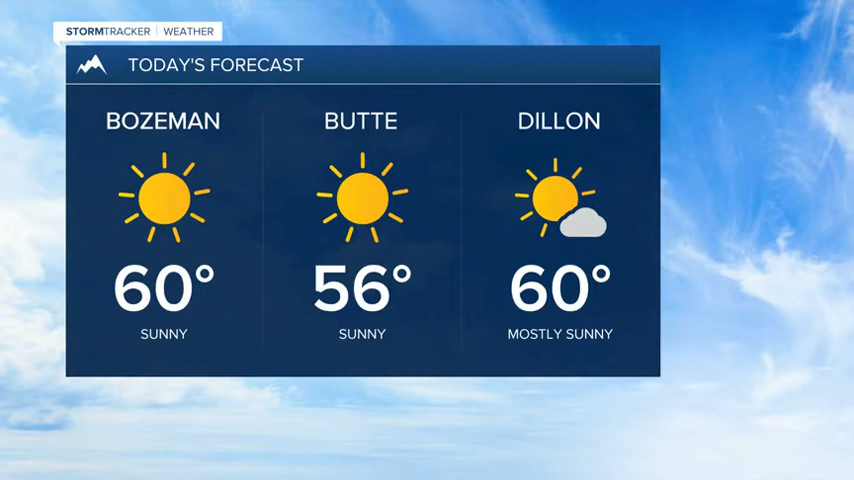 STORMTRACKER | WEATHER
TODAY'S FORECAST
BOZEMAN
60°
SUNNY
BUTTE
56°
SUNNY
DILLON
60°
MOSTLY SUNNY